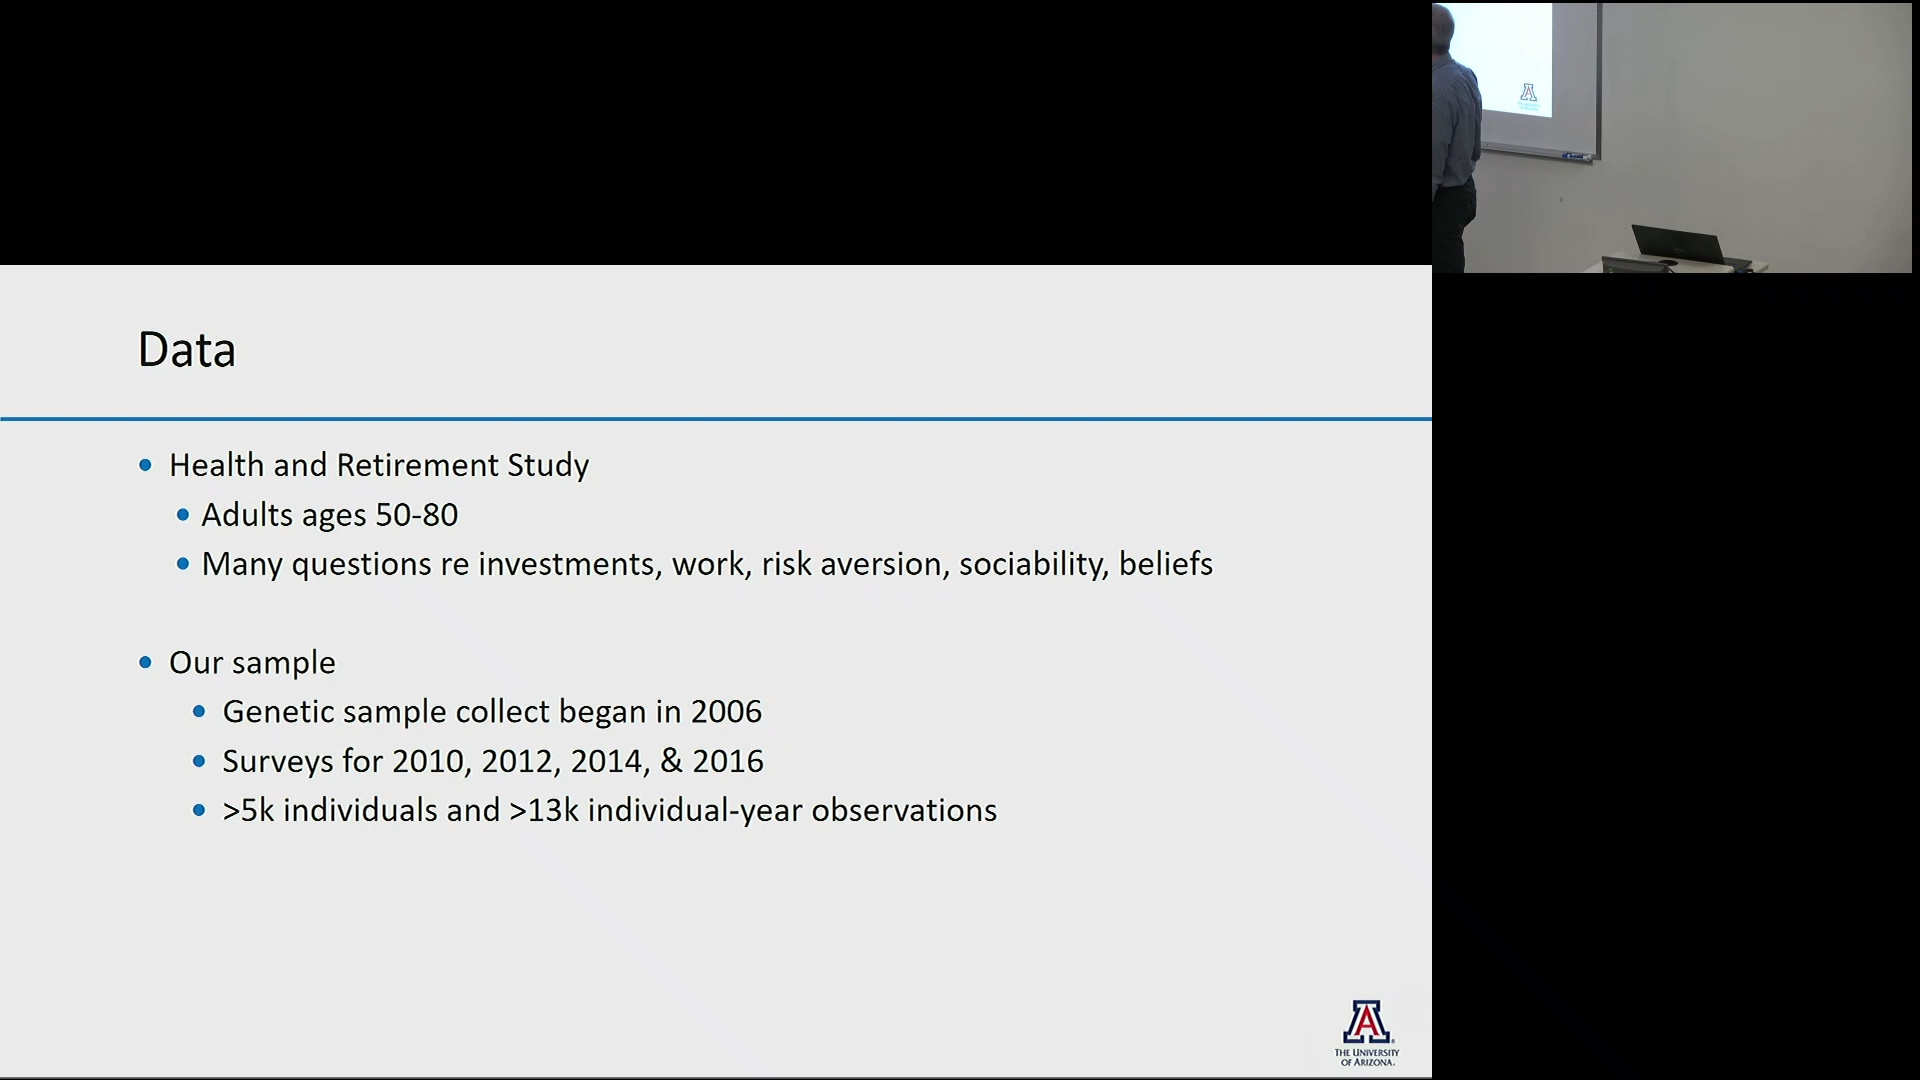 Data
• Health and Retirement Study
• Adults ages 50-80
• Many questions re investments, work, risk aversion, sociability, beliefs
• Our sample
• Genetic sample collect began in 2006
• Surveys for 2010, 2012, 2014, & 2016
• >5k individuals and >13k individual-year observations
A
THE UNIVERSITY
OF ARIZONA.
A